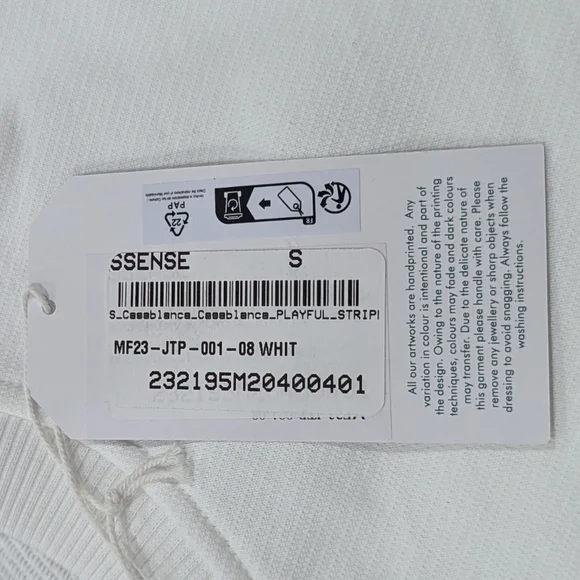 SSENSE S
S_Casablanca_Casablanca_PLAYFUL_STRIP
MF23-JTP-001-08 WHIT
232195M20400401
22
PAP
FR
All our artworks are handprinted. Any
variation in colour is intentional and part of
the design. Owing to the nature of the printing
techniques, colours may fade and dark colours
may transfer. Due to the delicate nature of
this garment please handle with care. Please
remove any jewellery or sharp objects when
dressing to avoid snagging. Always follow the
washing instructions.